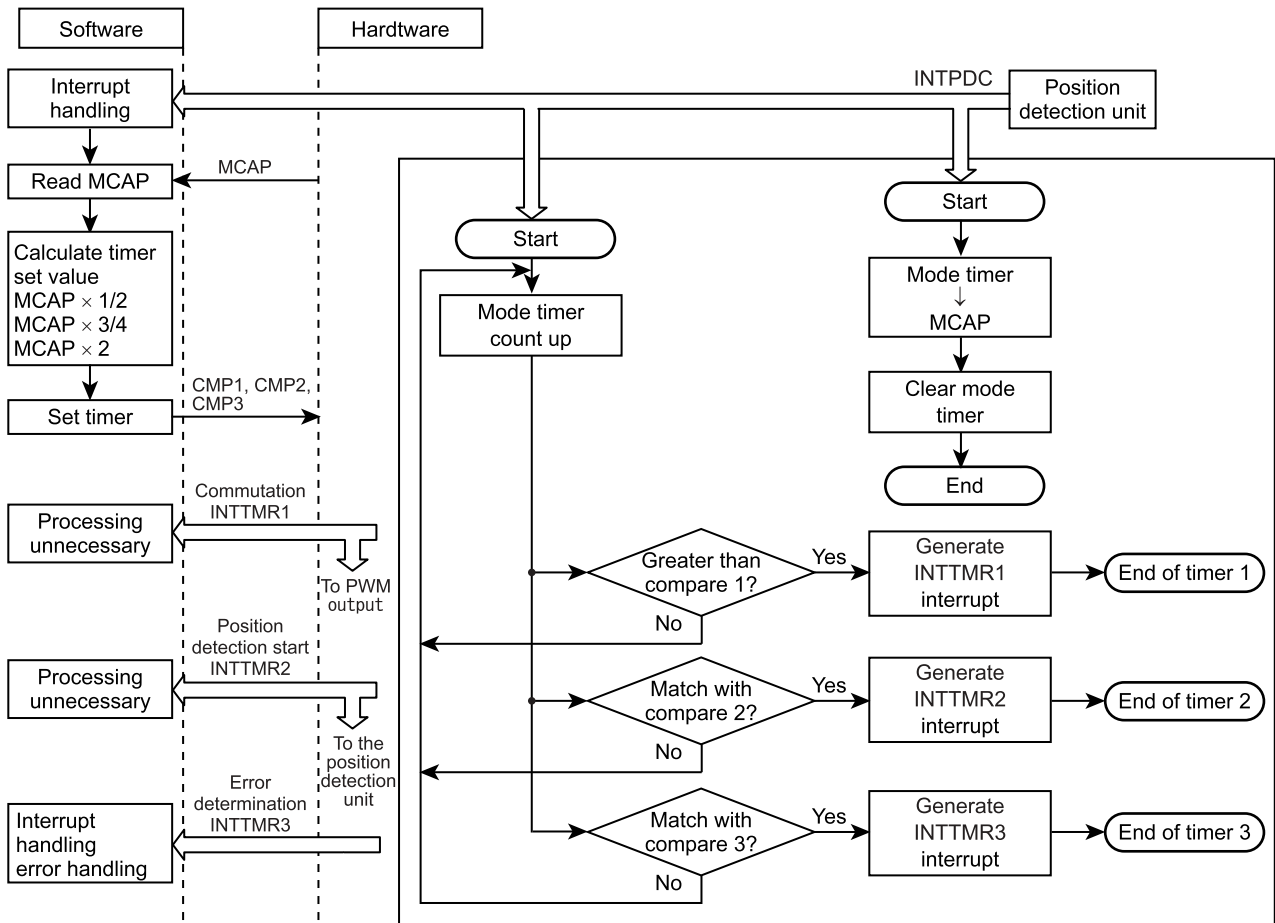 Software
Hardtware
Interrupt
handling
INTPDC
Position
detection unit
Read MCAP
MCAP
Calculate timer
set value
MCAP × 1/2
MCAP × 3/4
MCAP × 2
Set timer
CMP1, CMP2,
CMP3
Start
Mode timer
count up
Start
Mode timer
↓
MCAP
Clear mode
timer
End
Processing
unnecessary
Commutation
INTTMR1
To PWM
output
Greater than
compare 1?
Yes
No
Generate
INTTMR1
interrupt
End of timer 1
Processing
unnecessary
Position
detection start
INTTMR2
To the
position
detection
unit
Match with
compare 2?
Yes
No
Generate
INTTMR2
interrupt
End of timer 2
Interrupt
handling
error handling
Error
determination
INTTMR3
Match with
compare 3?
Yes
No
Generate
INTTMR3
interrupt
End of timer 3